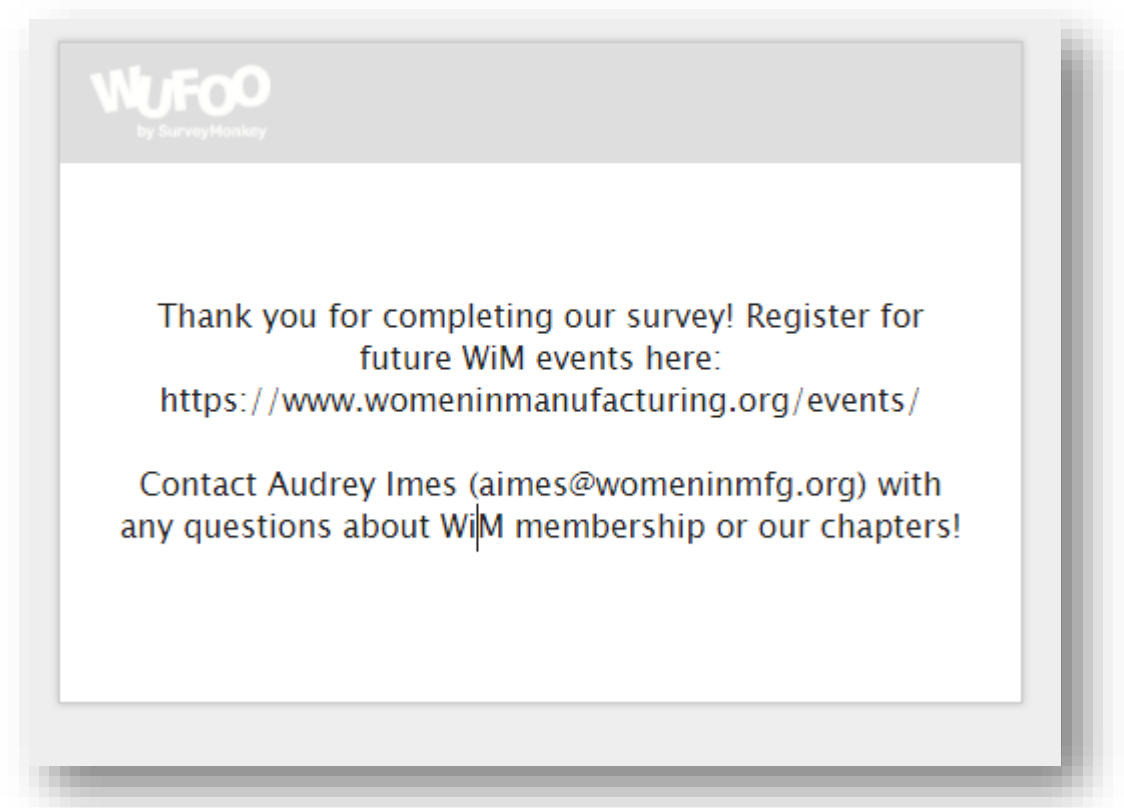 WUFOO
by SurveyMonkey
Thank you for completing our survey! Register for
future WiM events here:
https://www.womeninmanufacturing.org/events/
Contact Audrey Imes (aimes@womeninmfg.org) with
any questions about WiM membership or our chapters!